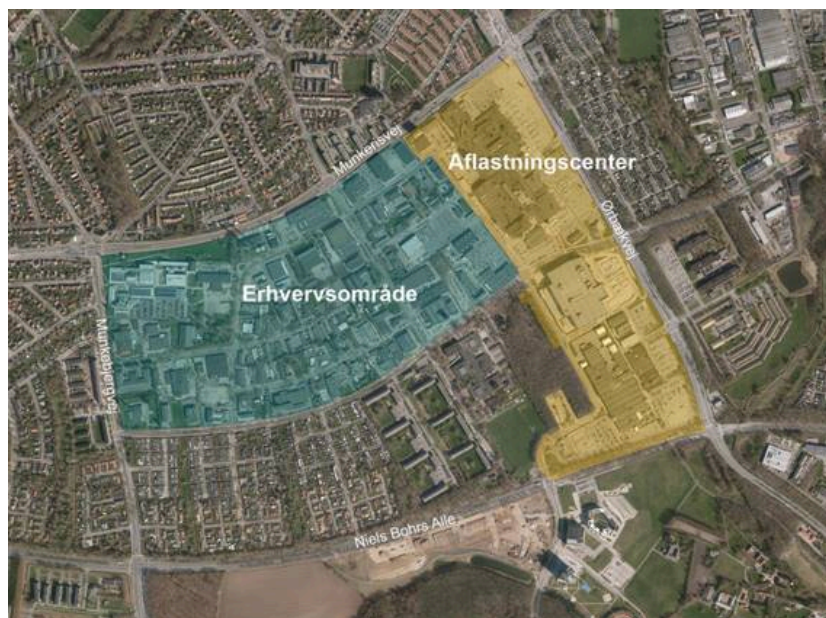 Munkerisvej
Aflastningscenter
Ørbækvej
Erhvervsområde
Munkebjergvej
Niels Bohrs Alle